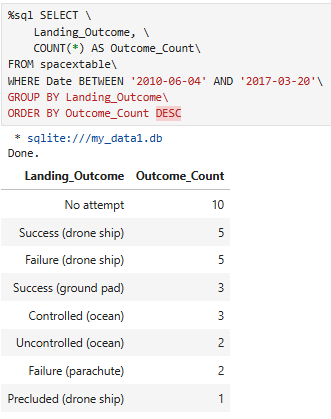 %sql SELECT \
Landing_Outcome, \
COUNT(*) AS Outcome_Count\
FROM spacextable\
WHERE Date BETWEEN '2010-06-04' AND '2017-03-20'\
GROUP BY Landing_Outcome\
ORDER BY Outcome_Count DESC
* sqlite:///my_data1.db
Done.
Landing_Outcome Outcome_Count
No attempt 10
Success (drone ship) 5
Failure (drone ship) 5
Success (ground pad) 3
Controlled (ocean) 3
Uncontrolled (ocean) 2
Failure (parachute) 2
Precluded (drone ship) 1